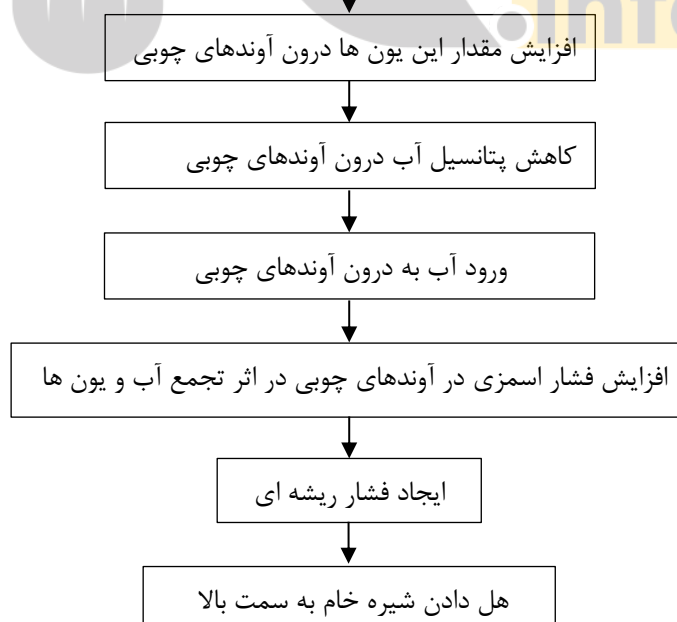 .info
افزایش مقدار این یون ها درون آوندهای چوبی
کاهش پتانسیل آب درون آوندهای چوبی
ورود آب به درون آوندهای چوبی
افزایش فشار اسمزی در آوندهای چوبی در اثر تجمع آب و یون ها
ایجاد فشار ریشه ای
هل دادن شیره خام به سمت بالا